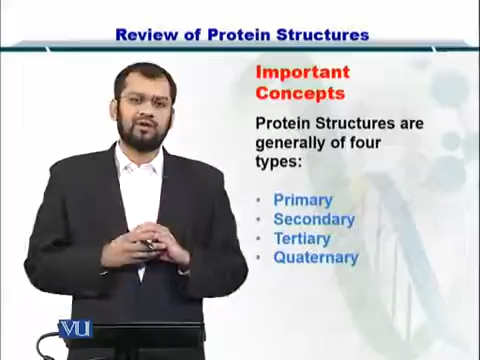 Review of Protein Structures
Important
Concepts
Protein Structures are
generally of four
types:
• Primary
• Secondary
• Tertiary
• Quaternary
VU